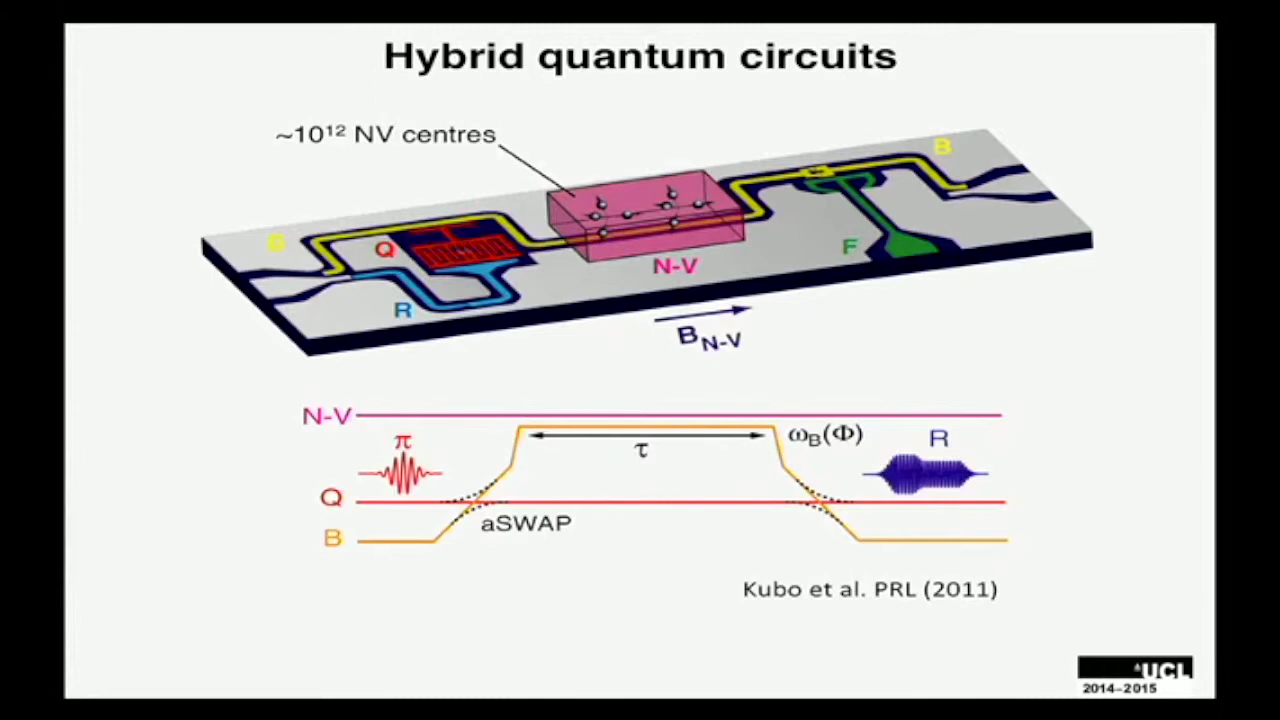 Hybrid quantum circuits
~10¹² NV centres
B
B
Q
N-V
F
R
B_N-V
N-V
π
τ
ω_B(Φ)
R
Q
aSWAP
B
Kubo et al. PRL (2011)
UCL
2014–2015